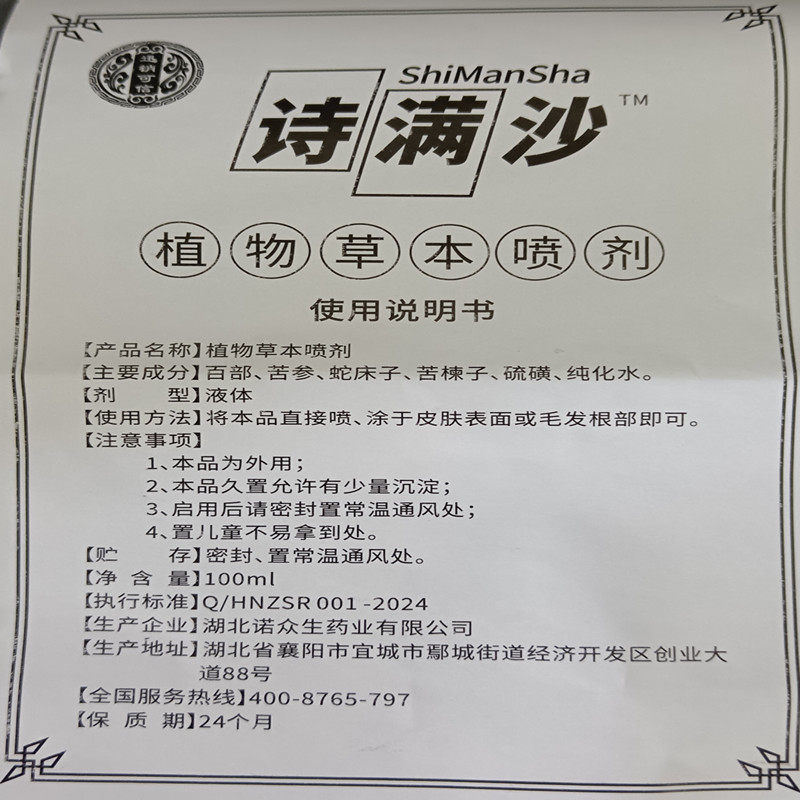 ShiManSha
诗满沙 TM
植物草本喷剂
使用说明书
【产品名称】植物草本喷剂
【主要成分】百部、苦参、蛇床子、苦楝子、硫磺、纯化水。
【剂 型】液体
【使用方法】将本品直接喷、涂于皮肤表面或毛发根部即可。
【注意事项】
1、本品为外用；
2、本品久置允许有少量沉淀；
3、启用后请密封置常温通风处；
4、置儿童不易拿到处。
【贮 存】密封、置常温通风处。
【净 含 量】100ml
【执行标准】Q/HNZSR 001-2024
【生产企业】湖北诺众生药业有限公司
【生产地址】湖北省襄阳市宜城市鄢城街道经济开发区创业大
道88号
【全国服务热线】400-8765-797
【保 质 期】24个月